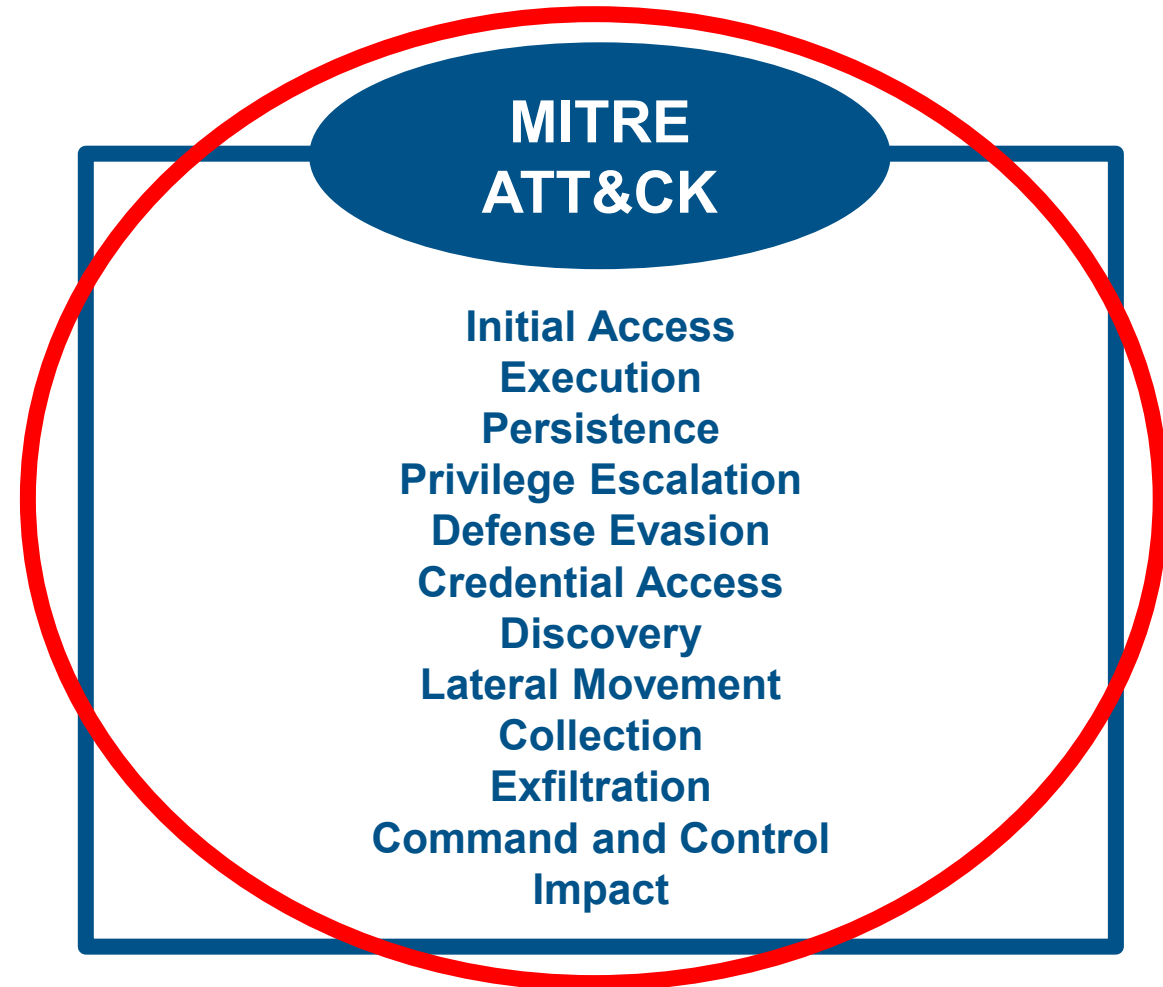 MITRE
ATT&CK
Initial Access
Execution
Persistence
Privilege Escalation
Defense Evasion
Credential Access
Discovery
Lateral Movement
Collection
Exfiltration
Command and Control
Impact